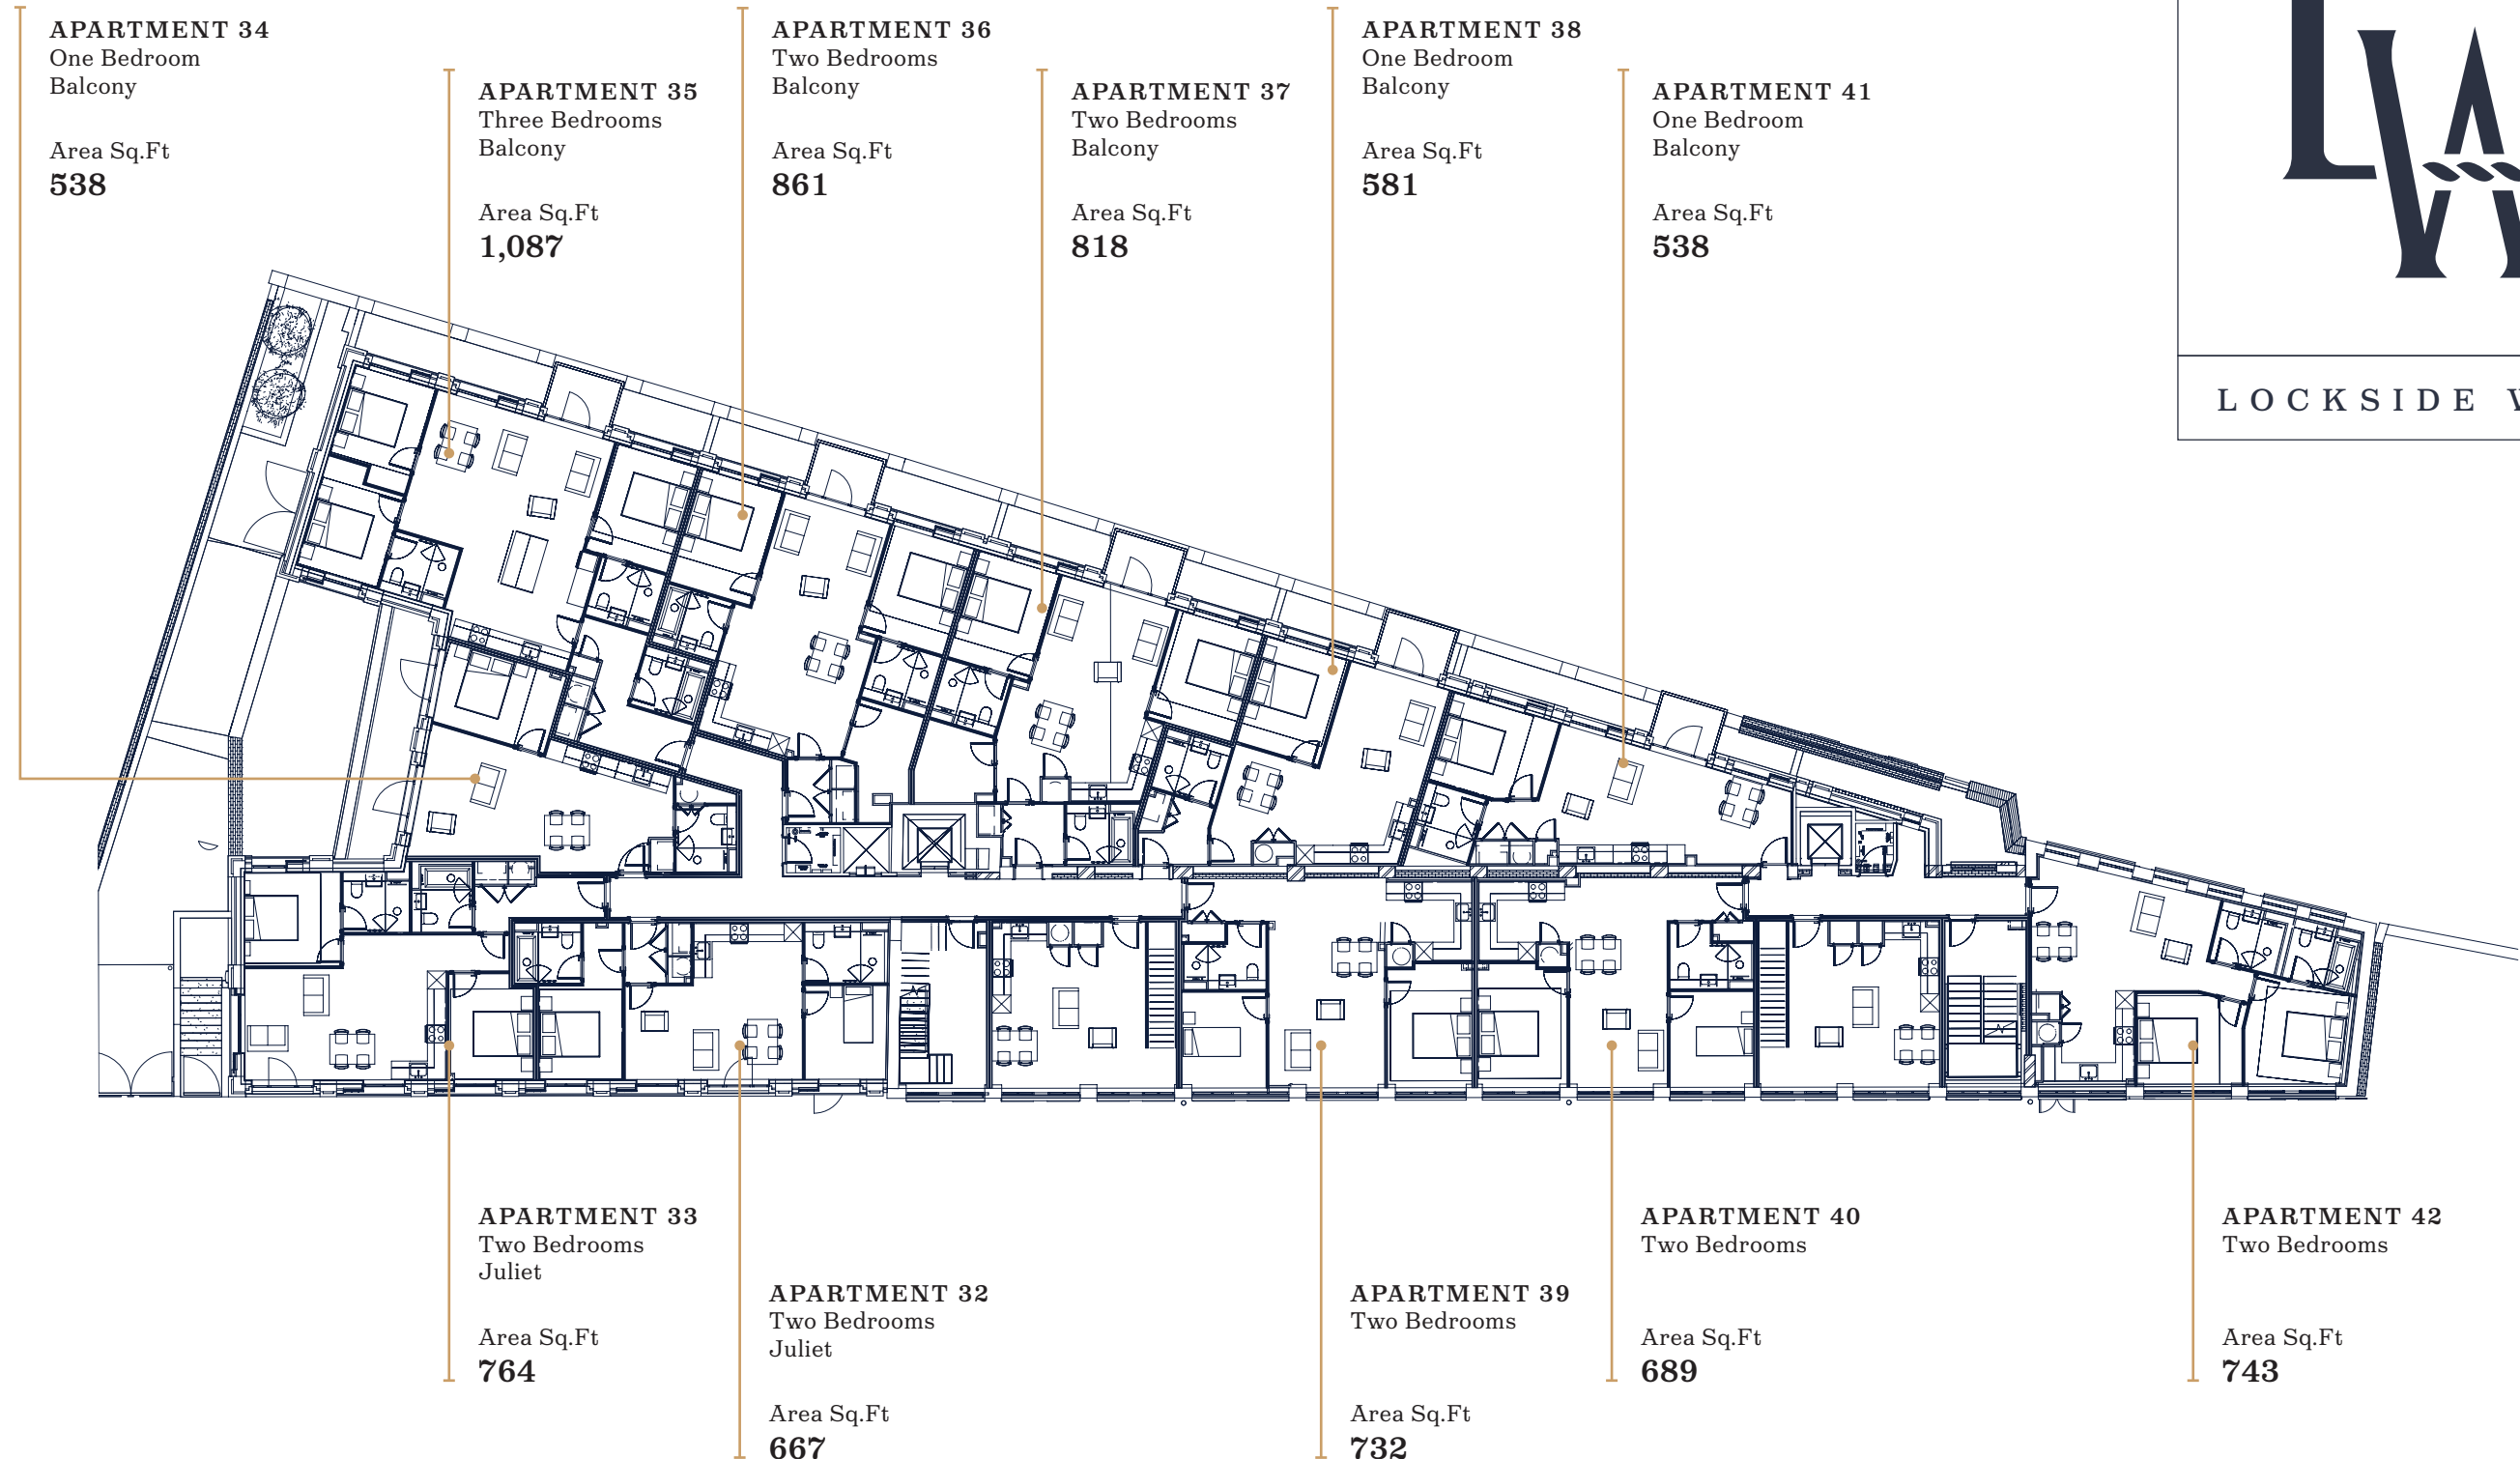 APARTMENT 34
One Bedroom
Balcony
Area Sq.Ft
538
APARTMENT 35
Three Bedrooms
Balcony
Area Sq.Ft
1,087
APARTMENT 36
Two Bedrooms
Balcony
Area Sq.Ft
861
APARTMENT 37
Two Bedrooms
Balcony
Area Sq.Ft
818
APARTMENT 38
One Bedroom
Balcony
Area Sq.Ft
581
APARTMENT 41
One Bedroom
Balcony
Area Sq.Ft
538
LW
LOCKSIDE
APARTMENT 33
Two Bedrooms
Juliet
Area Sq.Ft
764
APARTMENT 32
Two Bedrooms
Juliet
Area Sq.Ft
667
APARTMENT 39
Two Bedrooms
Area Sq.Ft
732
APARTMENT 40
Two Bedrooms
Area Sq.Ft
689
APARTMENT 42
Two Bedrooms
Area Sq.Ft
743